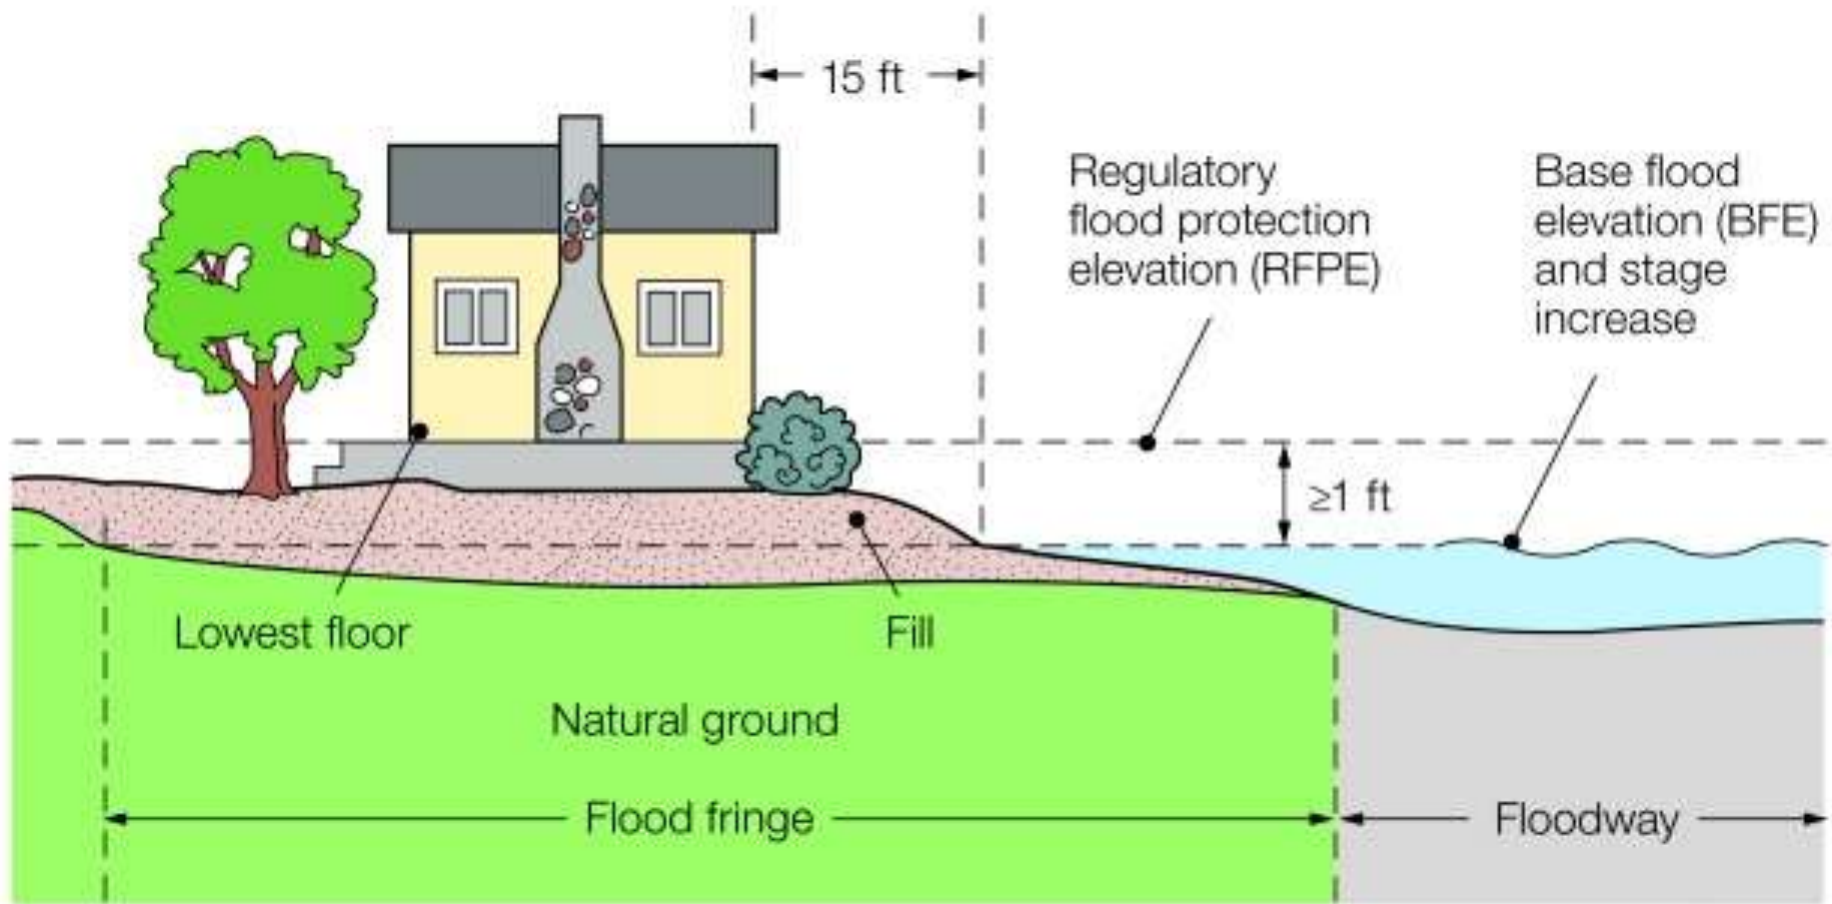 15 ft
Regulatory
flood protection
elevation (RFPE)
Base flood
elevation (BFE)
and stage
increase
≥1 ft
Lowest floor
Fill
Natural ground
Flood fringe
Floodway